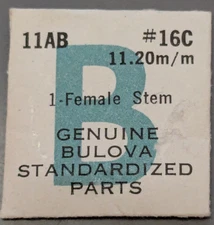 11AB #16C
11.20m/m
1-Female Stem
B
GENUINE
BULOVA
STANDARDIZED
PARTS